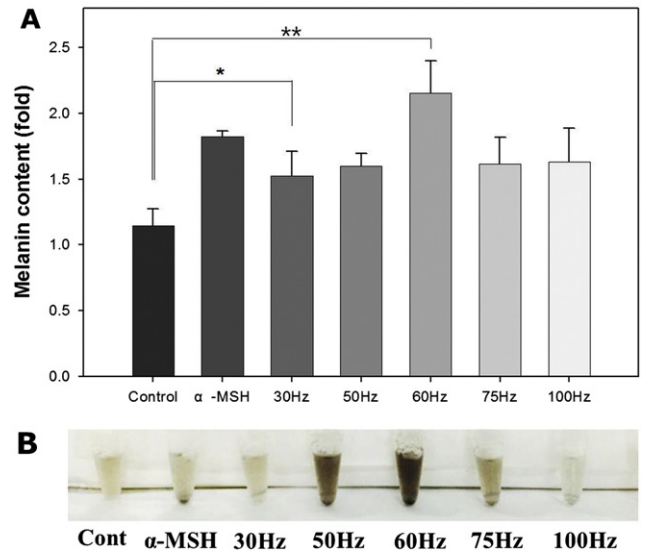 A
Melanin content (fold)
2.5
2.0
1.5
1.0
0.5
0.0
**
*
Control α -MSH 30Hz 50Hz 60Hz 75Hz 100Hz
B
Cont α-MSH 30Hz 50Hz 60Hz 75Hz 100Hz